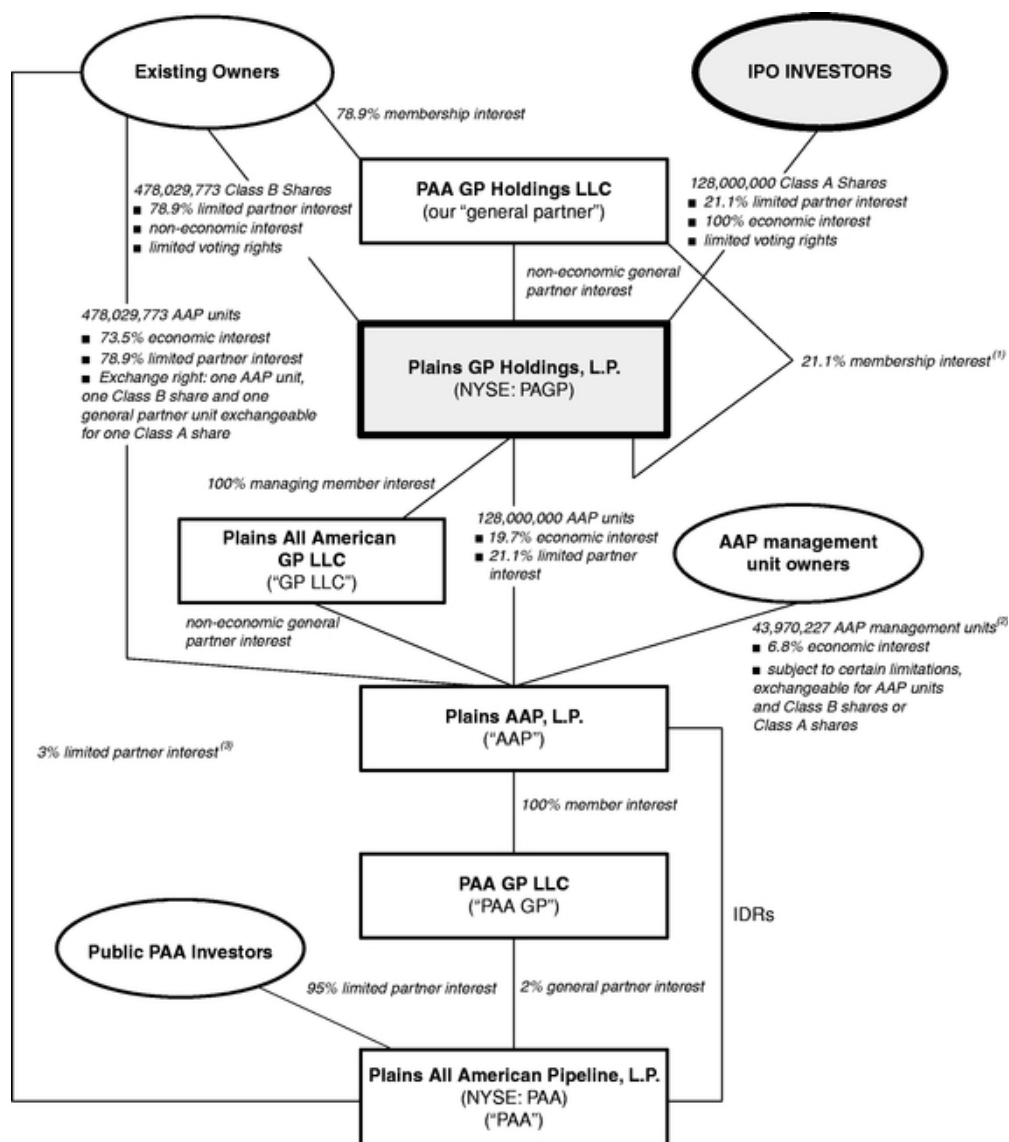 Existing Owners
IPO INVESTORS
78.9% membership interest
PAA GP Holdings LLC
(our “general partner”)
478,029,773 Class B Shares
■ 78.9% limited partner interest
■ non-economic interest
■ limited voting rights
128,000,000 Class A Shares
■ 21.1% limited partner interest
■ 100% economic interest
■ limited voting rights
non-economic general
partner interest
478,029,773 AAP units
■ 73.5% economic interest
■ 78.9% limited partner interest
■ Exchange right: one AAP unit,
one Class B share and one
general partner unit exchangeable
for one Class A share
Plains GP Holdings, L.P.
(NYSE: PAGP)
21.1% membership interest(1)
100% managing member interest
Plains All American
GP LLC
(“GP LLC”)
128,000,000 AAP units
■ 19.7% economic interest
■ 21.1% limited partner
interest
AAP management
unit owners
non-economic general
partner interest
43,970,227 AAP management units(2)
■ 6.8% economic interest
■ subject to certain limitations,
exchangeable for AAP units
and Class B shares or
Class A shares
Plains AAP, L.P.
(“AAP”)
3% limited partner interest(3)
100% member interest
PAA GP LLC
(“PAA GP”)
IDRs
Public PAA Investors
95% limited partner interest
2% general partner interest
Plains All American Pipeline, L.P.
(NYSE: PAA)
(“PAA”)